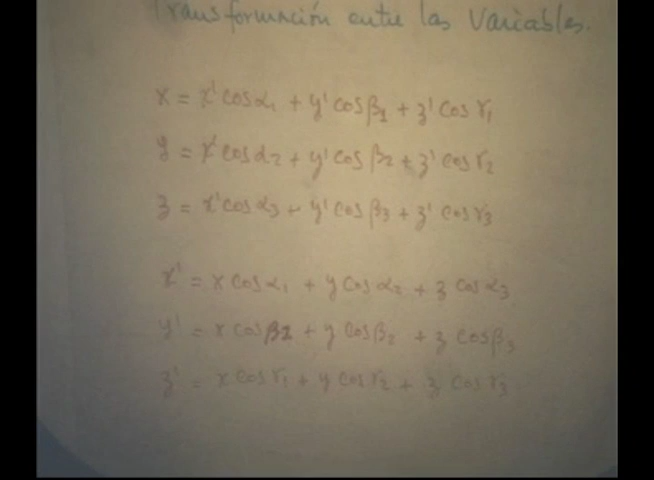 Transformación entre las Variables.
x = x' cos α₁ + y' cos β₁ + z' cos γ₁
y = x' cos α₂ + y' cos β₂ + z' cos γ₂
z = x' cos α₃ + y' cos β₃ + z' cos γ₃
x' = x cos α₁ + y cos α₂ + z cos α₃
y' = x cos β₁ + y cos β₂ + z cos β₃
z' = x cos γ₁ + y cos γ₂ + z cos γ₃